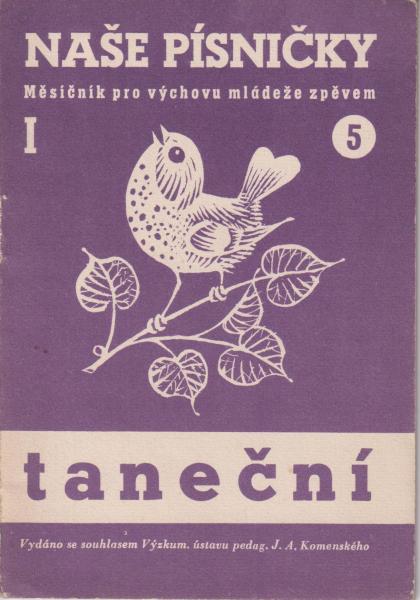 NAŠE PÍSNIČKY
Měsíčník pro výchovu mládeže zpěvem
I 5
taneční
Vydáno se souhlasem Výzkum. ústavu pedag. J. A. Komenského